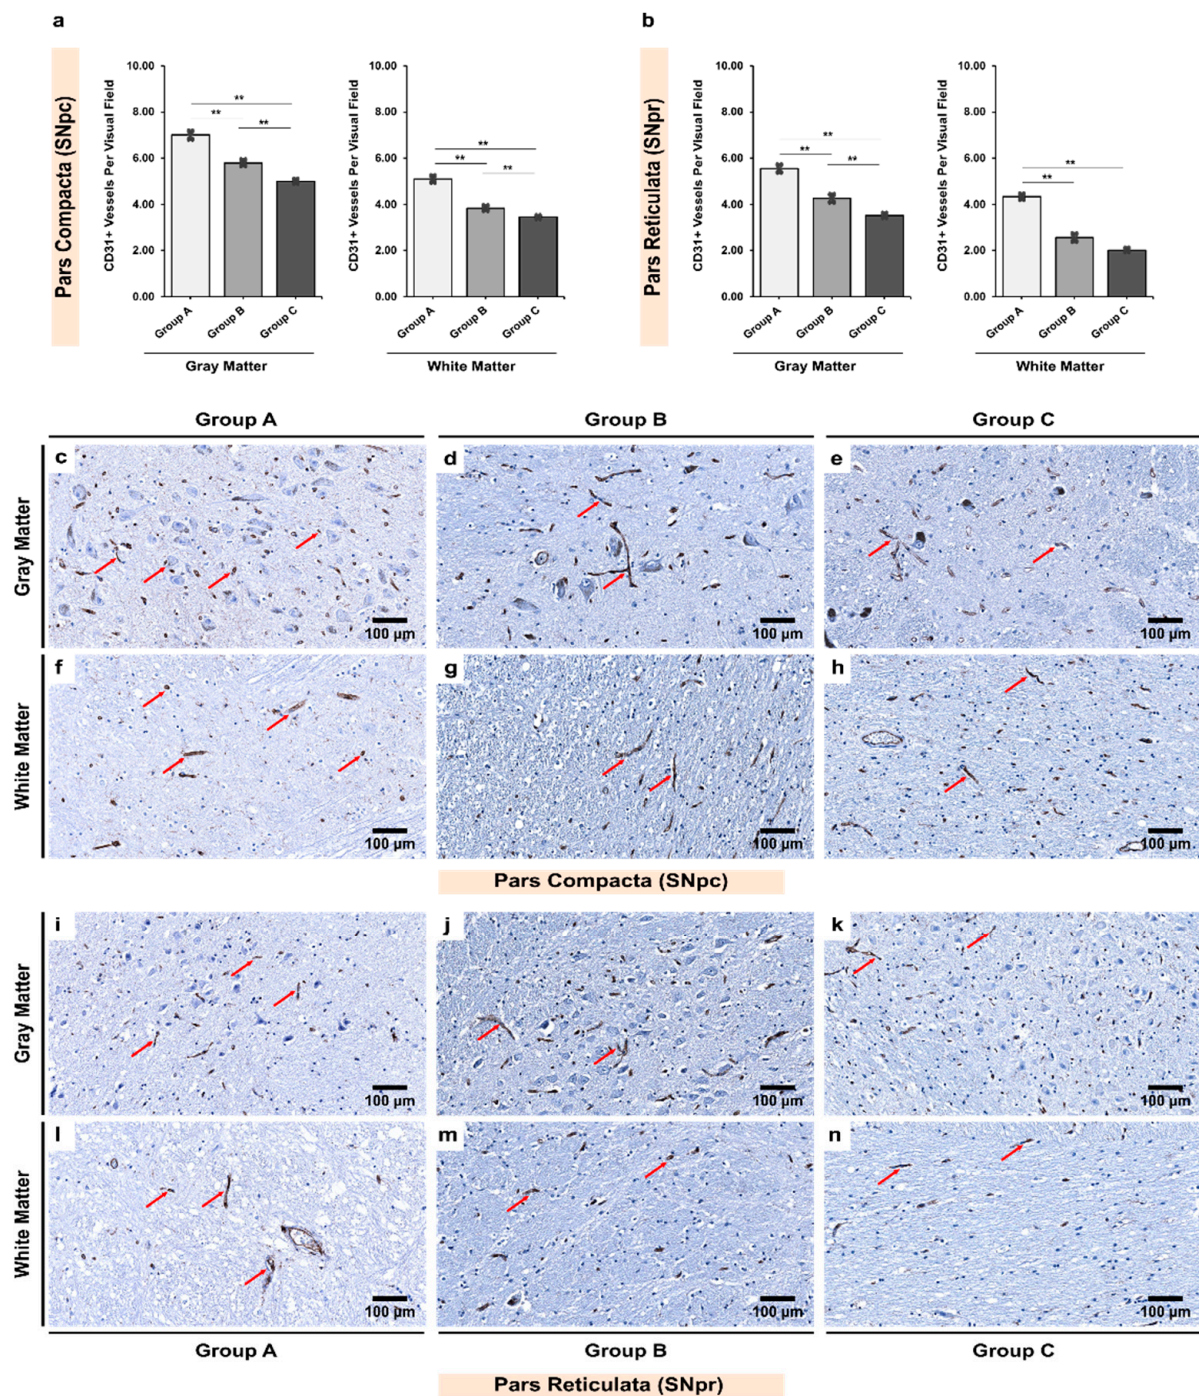 a
b
Pars Compacta (SNpc)
CD31+ Vessels Per Visual Field
10.00
8.00
6.00
4.00
2.00
0.00
**
**
**
Group A
Group B
Group C
Gray Matter
CD31+ Vessels Per Visual Field
10.00
8.00
6.00
4.00
2.00
0.00
**
**
**
Group A
Group B
Group C
White Matter
Pars Reticulata (SNpr)
CD31+ Vessels Per Visual Field
10.00
8.00
6.00
4.00
2.00
0.00
**
**
**
Group A
Group B
Group C
Gray Matter
CD31+ Vessels Per Visual Field
10.00
8.00
6.00
4.00
2.00
0.00
**
**
Group A
Group B
Group C
White Matter
Group A
Group B
Group C
Gray Matter
c
100 µm
d
100 µm
e
100 µm
White Matter
f
100 µm
g
100 µm
h
100 µm
Pars Compacta (SNpc)
Gray Matter
i
100 µm
j
100 µm
k
100 µm
White Matter
l
100 µm
m
100 µm
n
100 µm
Group A
Group B
Group C
Pars Reticulata (SNpr)